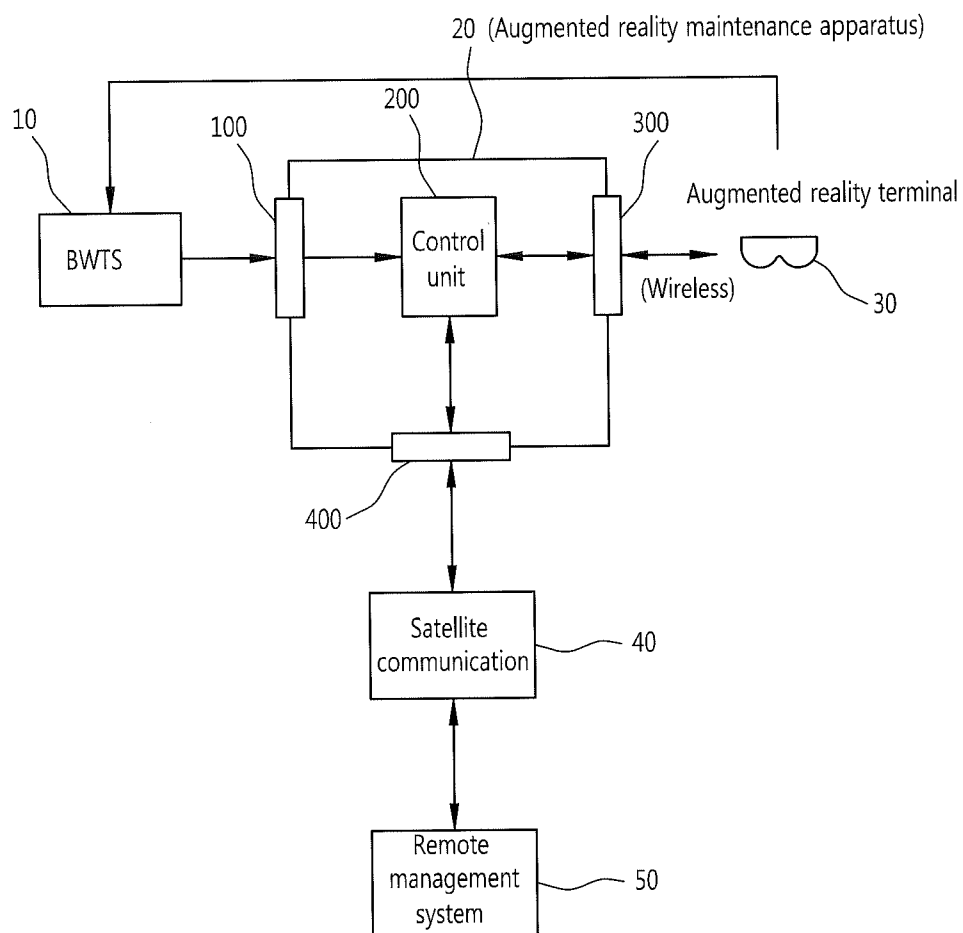 20 (Augmented reality maintenance apparatus)
10
100
200
300
Augmented reality terminal
BWTS
Control
unit
(Wireless)
30
400
Satellite
communication
40
Remote
management
system
50